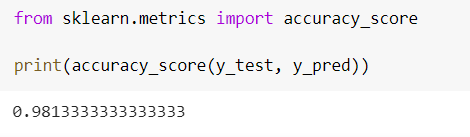 from sklearn.metrics import accuracy_score
print(accuracy_score(y_test, y_pred))
0.9813333333333333